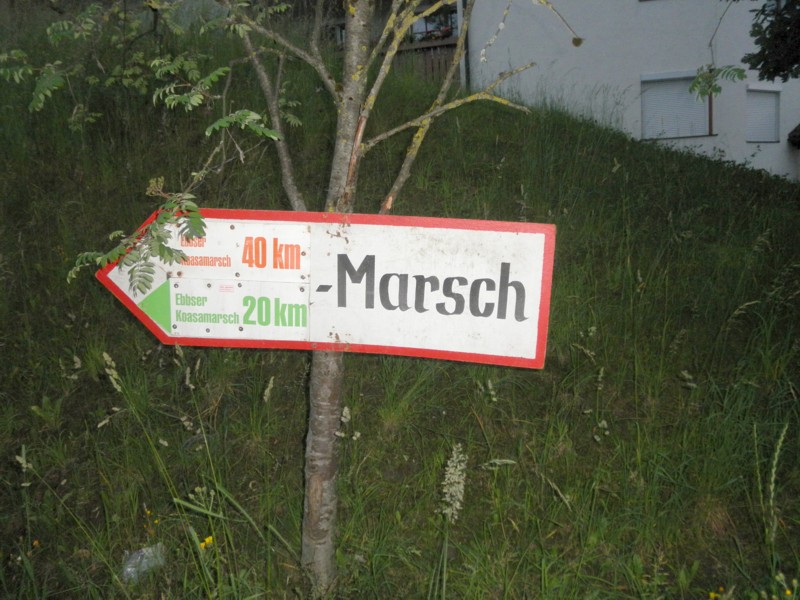 Ebbser
Koasamarsch 40 km
Ebbser
Koasamarsch 20 km
-Marsch